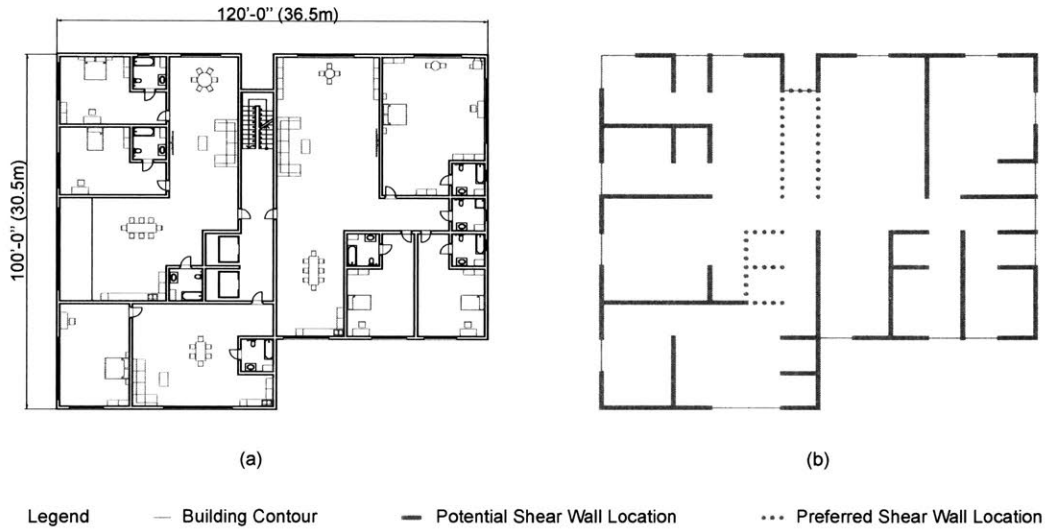 120'-0" (36.5m)
100'-0" (30.5m)
(a)
(b)
Legend
Building Contour
Potential Shear Wall Location
Preferred Shear Wall Location